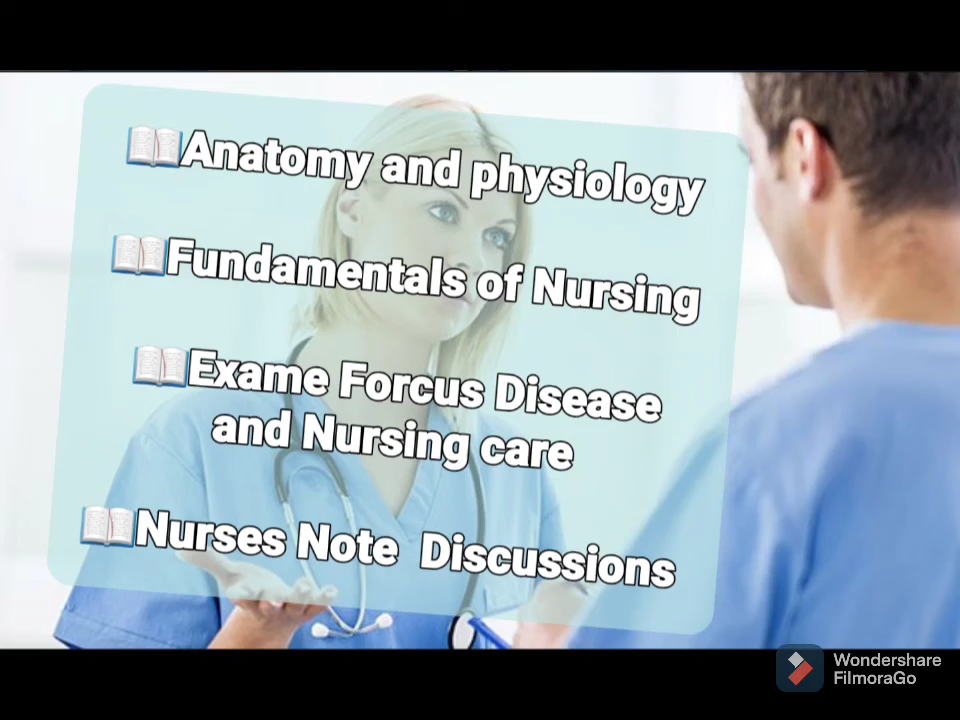 📖Anatomy and physiology
📖Fundamentals of Nursing
📖Exame Forcus Disease
and Nursing care
📖Nurses Note Discussions
Wondershare
FilmoraGo